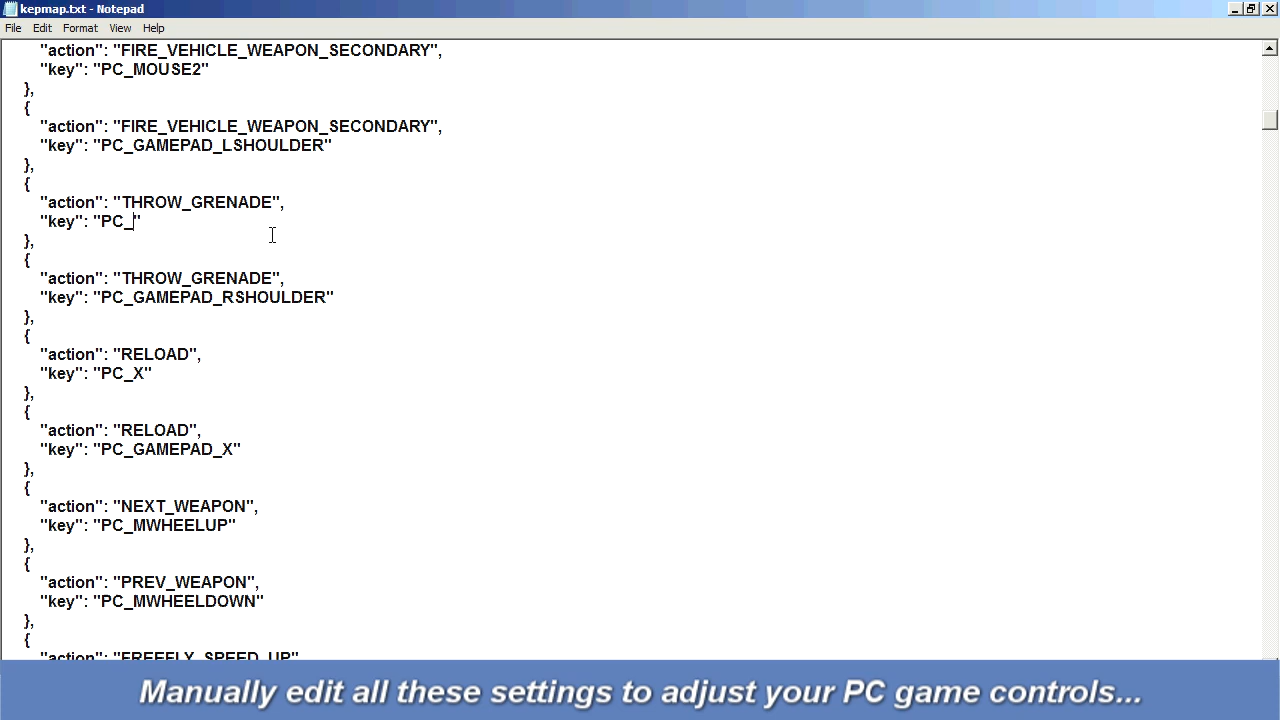 kepmap.txt - Notepad
File Edit Format View Help
"action": "FIRE_VEHICLE_WEAPON_SECONDARY",
"key": "PC_MOUSE2"
},
{
"action": "FIRE_VEHICLE_WEAPON_SECONDARY",
"key": "PC_GAMEPAD_LSHOULDER"
},
{
"action": "THROW_GRENADE",
"key": "PC_"
},
{
"action": "THROW_GRENADE",
"key": "PC_GAMEPAD_RSHOULDER"
},
{
"action": "RELOAD",
"key": "PC_X"
},
{
"action": "RELOAD",
"key": "PC_GAMEPAD_X"
},
{
"action": "NEXT_WEAPON",
"key": "PC_MWHEELUP"
},
{
"action": "PREV_WEAPON",
"key": "PC_MWHEELDOWN"
},
{
"action": "FREEFLY_SPEED_UP"
Manually edit all these settings to adjust your PC game controls...